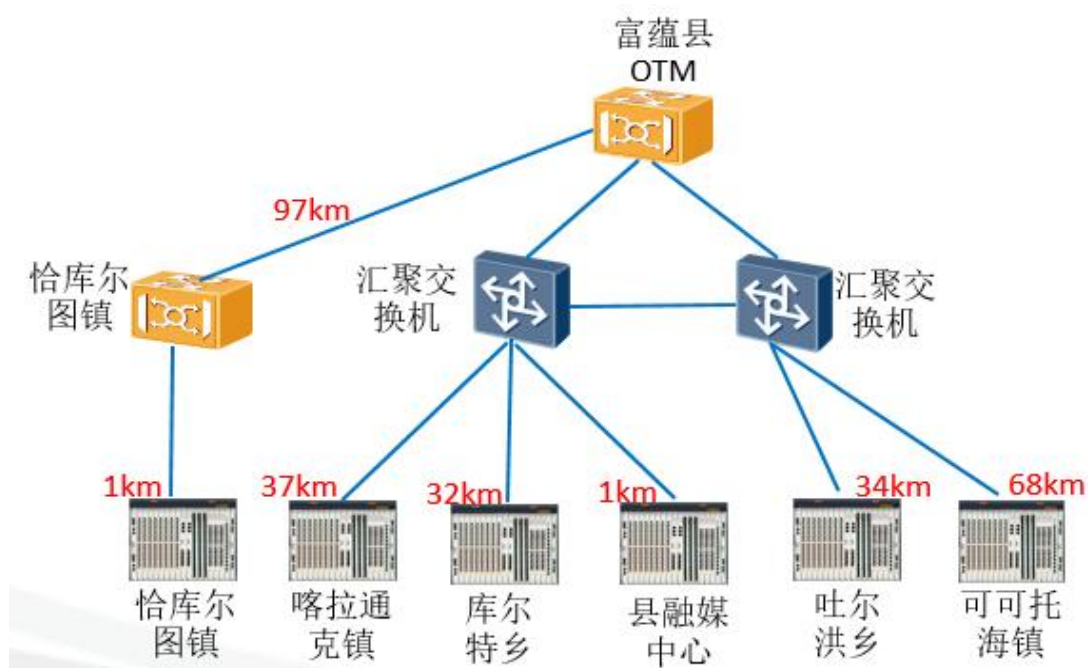 富蕴县
OTM
97km
恰库尔
图镇
汇聚交
换机
汇聚交
换机
1km
37km
32km
1km
34km
68km
恰库尔
图镇
喀拉通
克镇
库尔
特乡
县融媒
中心
吐尔
洪乡
可可托
海镇